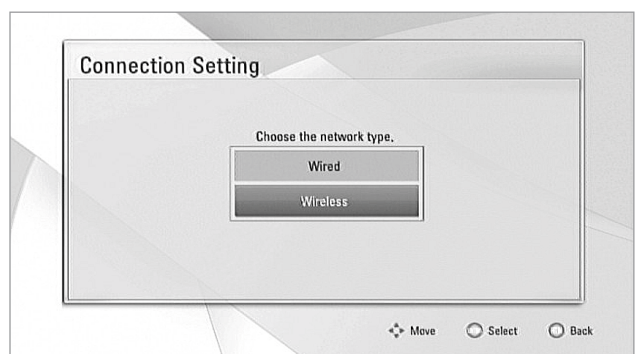 Connection Setting
Choose the network type.
Wired
Wireless
Move Select Back